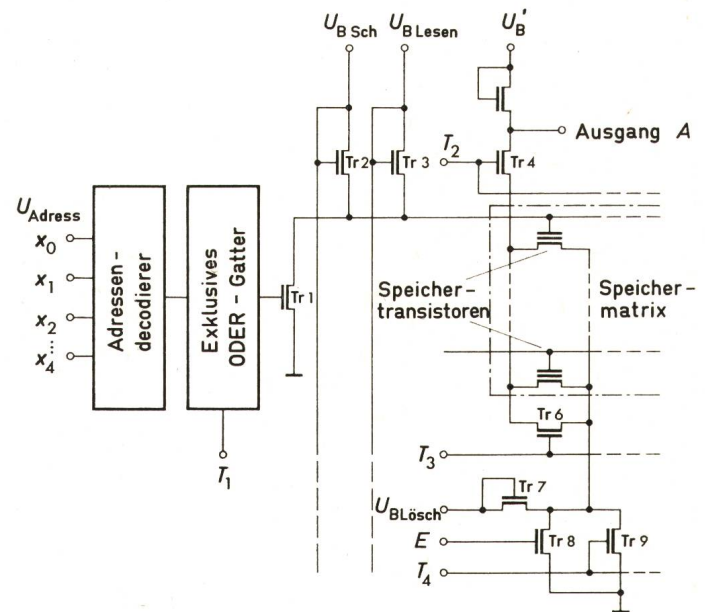 U_B Sch
U_B Lesen
U_B'
Ausgang A
T_2
Tr 2
Tr 3
Tr 4
U_Adress
x_0
x_1
x_2
...
x_4
Adressen-
decodierer
Exklusives
ODER-Gatter
Tr 1
T_1
Speicher-
transistoren
Speicher-
matrix
Tr 6
T_3
Tr 7
U_BLösch
E
Tr 8
Tr 9
T_4